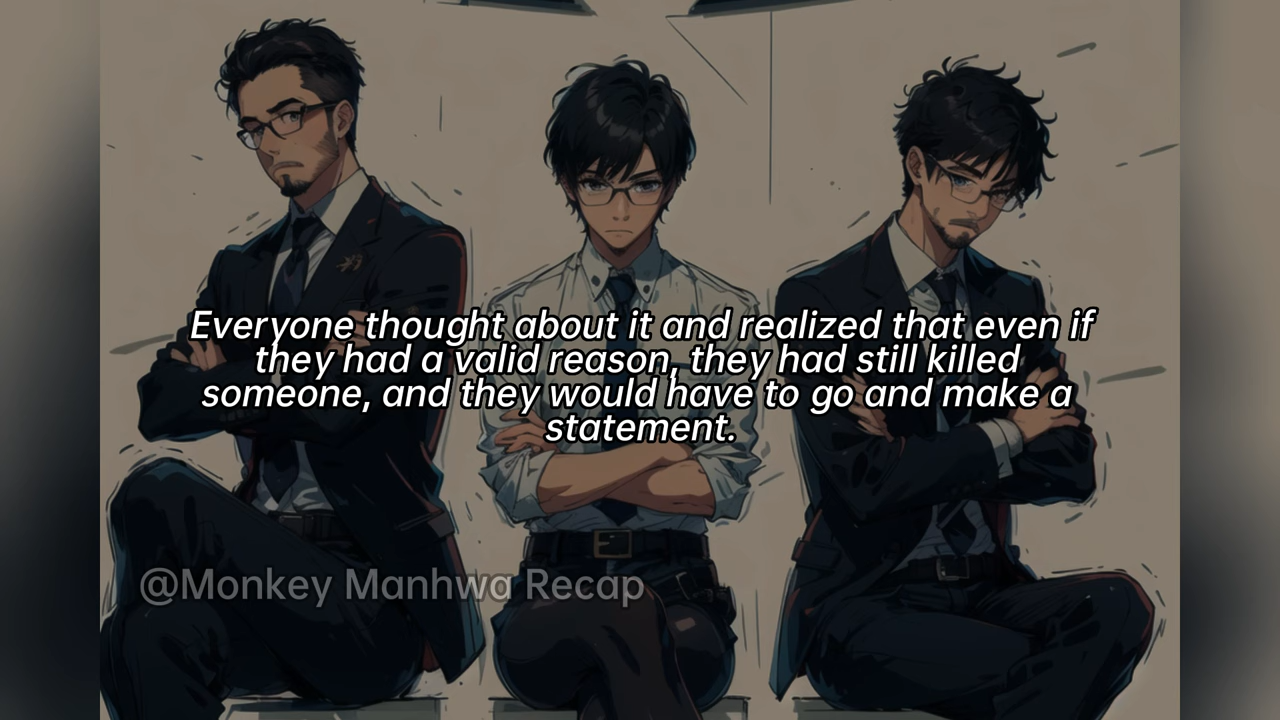 Everyone thought about it and realized that even if
they had a valid reason, they had still killed
someone, and they would have to go and make a
statement.
@Monkey Manhwa Recap